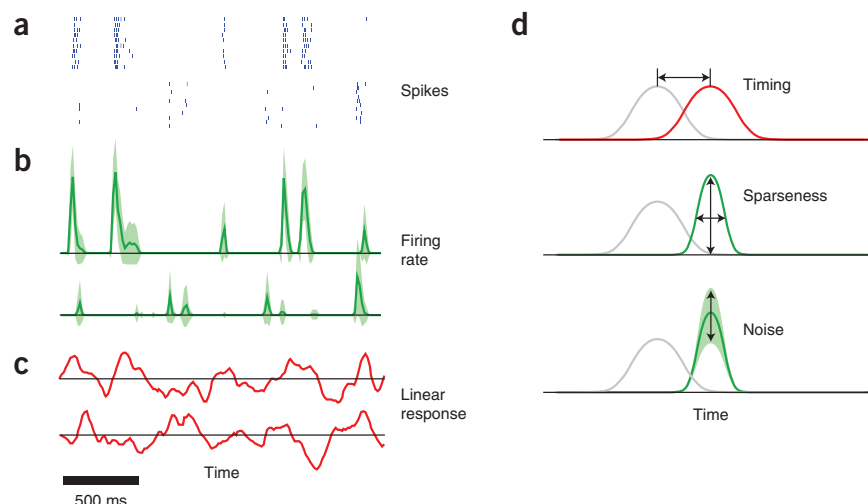 a
Spikes
b
Firing
rate
c
Linear
response
Time
500 ms
d
Timing
Sparseness
Noise
Time